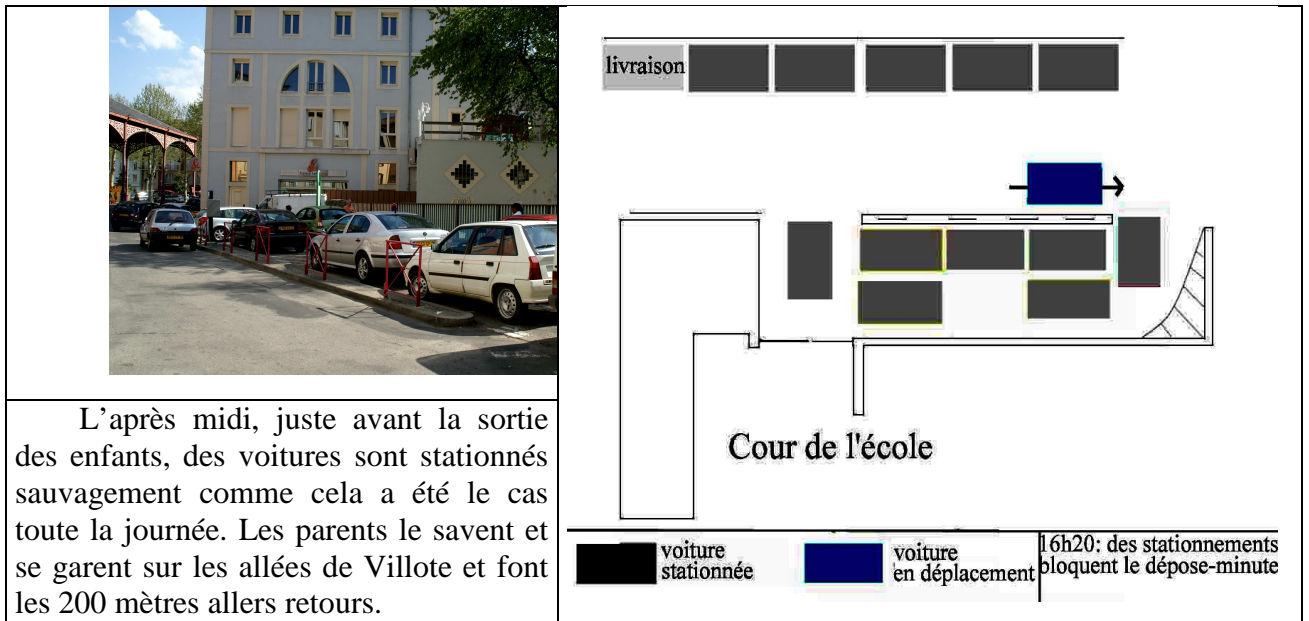 L'après midi, juste avant la sortie
des enfants, des voitures sont stationnés
sauvagement comme cela a été le cas
toute la journée. Les parents le savent et
se garent sur les allées de Villote et font
les 200 mètres allers retours.
livraison
Cour de l'école
voiture
stationnée
voiture
en déplacement
16h20: des stationnements
bloquent le dépose-minute